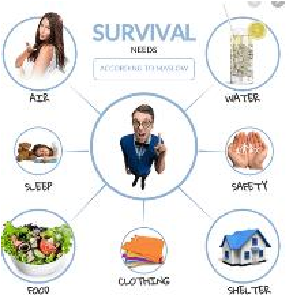 SURVIVAL
NEEDS
ACCORDING TO MASLOW
AIR
WATER
SLEEP
SAFETY
FOOD
CLOTHING
SHELTER